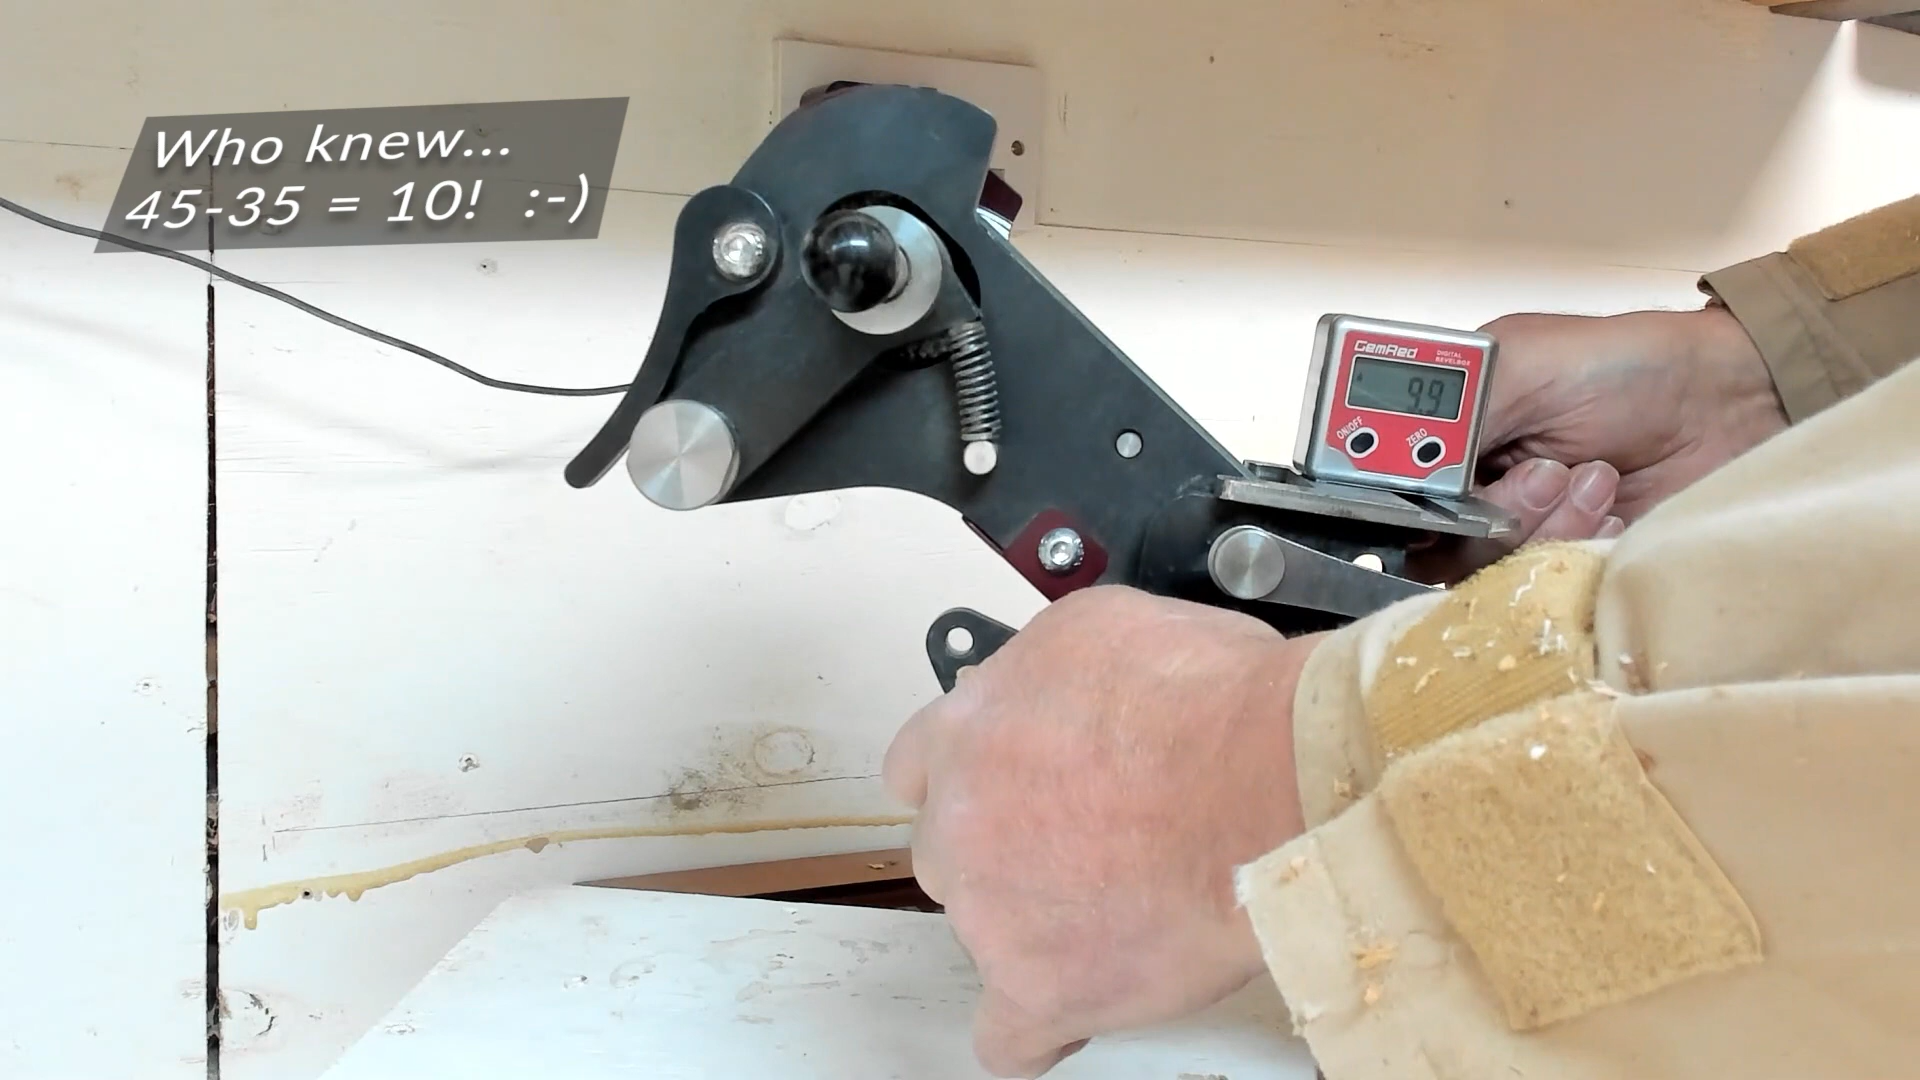 Who knew...
45-35 = 10!  :-)
GemRed
DIGITAL
BEVELBOX
9.9
ON/OFF
ZERO